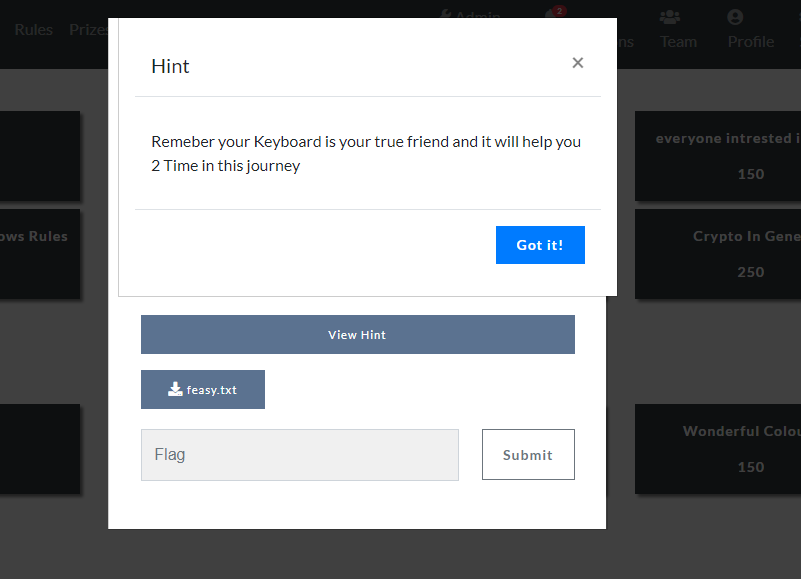 Admin
2
Rules Prizes
ns Team Profile
Hint
×
Remeber your Keyboard is your true friend and it will help you
2 Time in this journey
Got it!
everyone intrested i
150
ows Rules
Crypto In Gene
250
View Hint
feasy.txt
Flag
Submit
Wonderful Colou
150